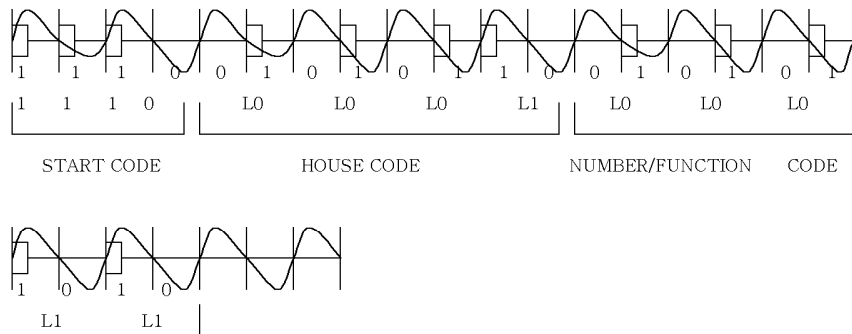 1 1 1 0 0 1 0 1 0 1 1 0 0 1 0 1 0 1
1 1 1 0 L0 L0 L0 L1 L0 L0 L0
START CODE HOUSE CODE NUMBER/FUNCTION CODE
1 0 1 0
L1 L1